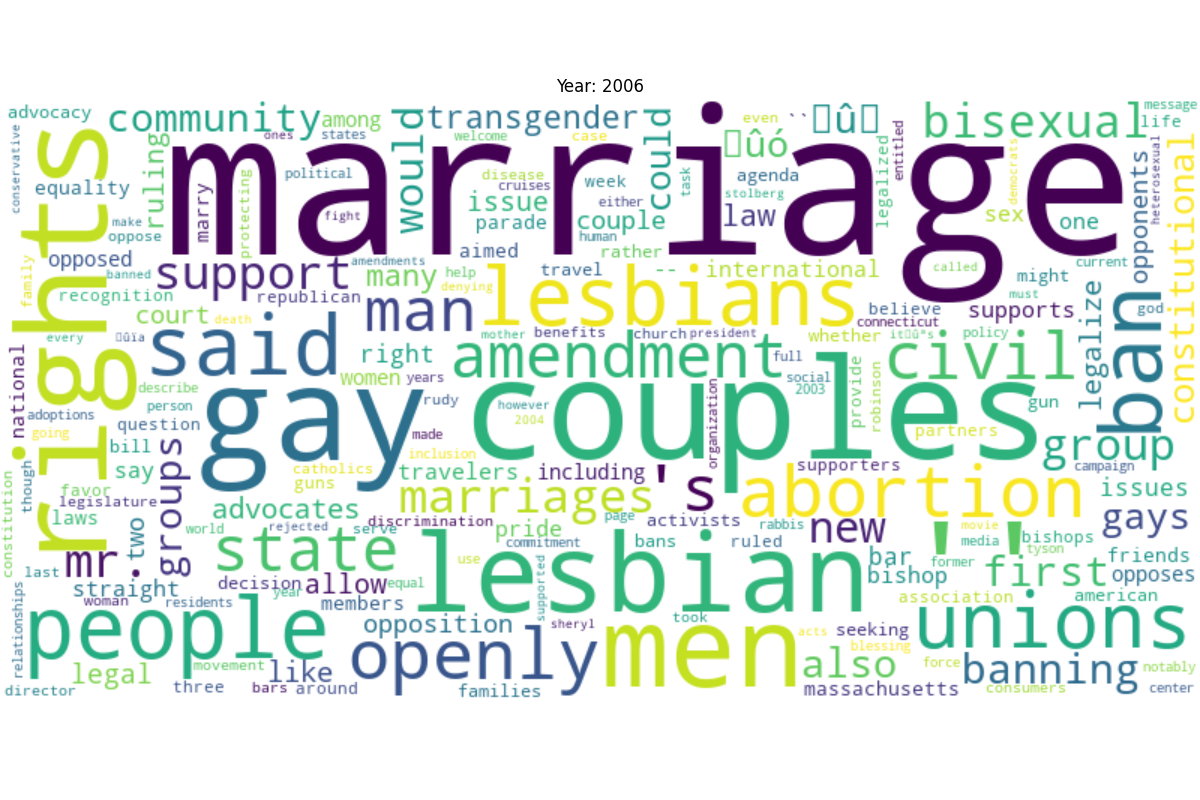 Year: 2006
advocacy
community
among
would
transgender
could
even
``
bisexual
message
life
conservative
rights
equality
ruling
marriage
ones
states
welcome
case
political
disease
cruises
week
either
task
agenda
stolberg
legalized
entitled
democrats
heterosexual
constitutional
make
marry
protecting
fight
issue
parade
couple
law
sex
one
opponents
oppose
opposed
aimed
human
rather
family
banned
support
amendments
many
help
denying
travel
--
international
called
might
current
recognition
republican
man
lesbians
believe
supports
must
god
ban
court
death
connecticut
every
said
right
mother
benefits
church
president
whether
policy
legalize
amendment
full
civil
national
describe
women
years
social
2003
provide
robinson
adoptions
person
gay
rudy
however
2004
couples
gun
going
question
made
organization
partners
bill
inclusion
group
though
say
groups
catholics
guns
travelers
including
supporters
campaign
constitution
favor
legislature
marriages
's
abortion
issues
laws
advocates
world
rejected
serve
discrimination
pride
page
activists
rabbis
new
movie
media
''
bishops
gays
two
mr.
state
commitment
bans
ruled
bar
former
tyson
friends
last
straight
decision
allow
equal
use
lesbian
supported
bishop
first
opposes
woman
residents
year
members
association
american
relationships
people
opposition
sheryl
took
men
acts
seeking
blessing
unions
legal
movement
like
openly
also
force
banning
notably
director
three
bars
around
families
massachusetts
consumers
center